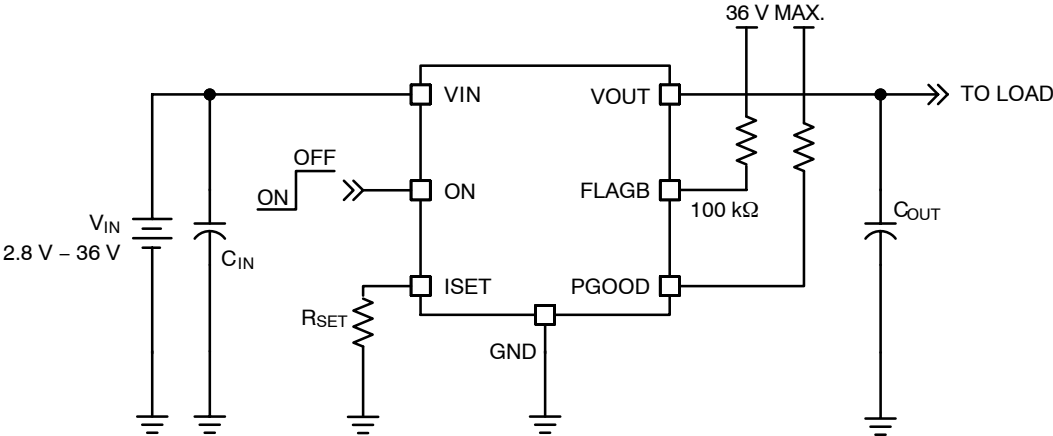 36 V MAX.
VIN
VOUT
TO LOAD
OFF
ON
ON
FLAGB
100 kΩ
VIN
2.8 V – 36 V
CIN
COUT
ISET
PGOOD
RSET
GND